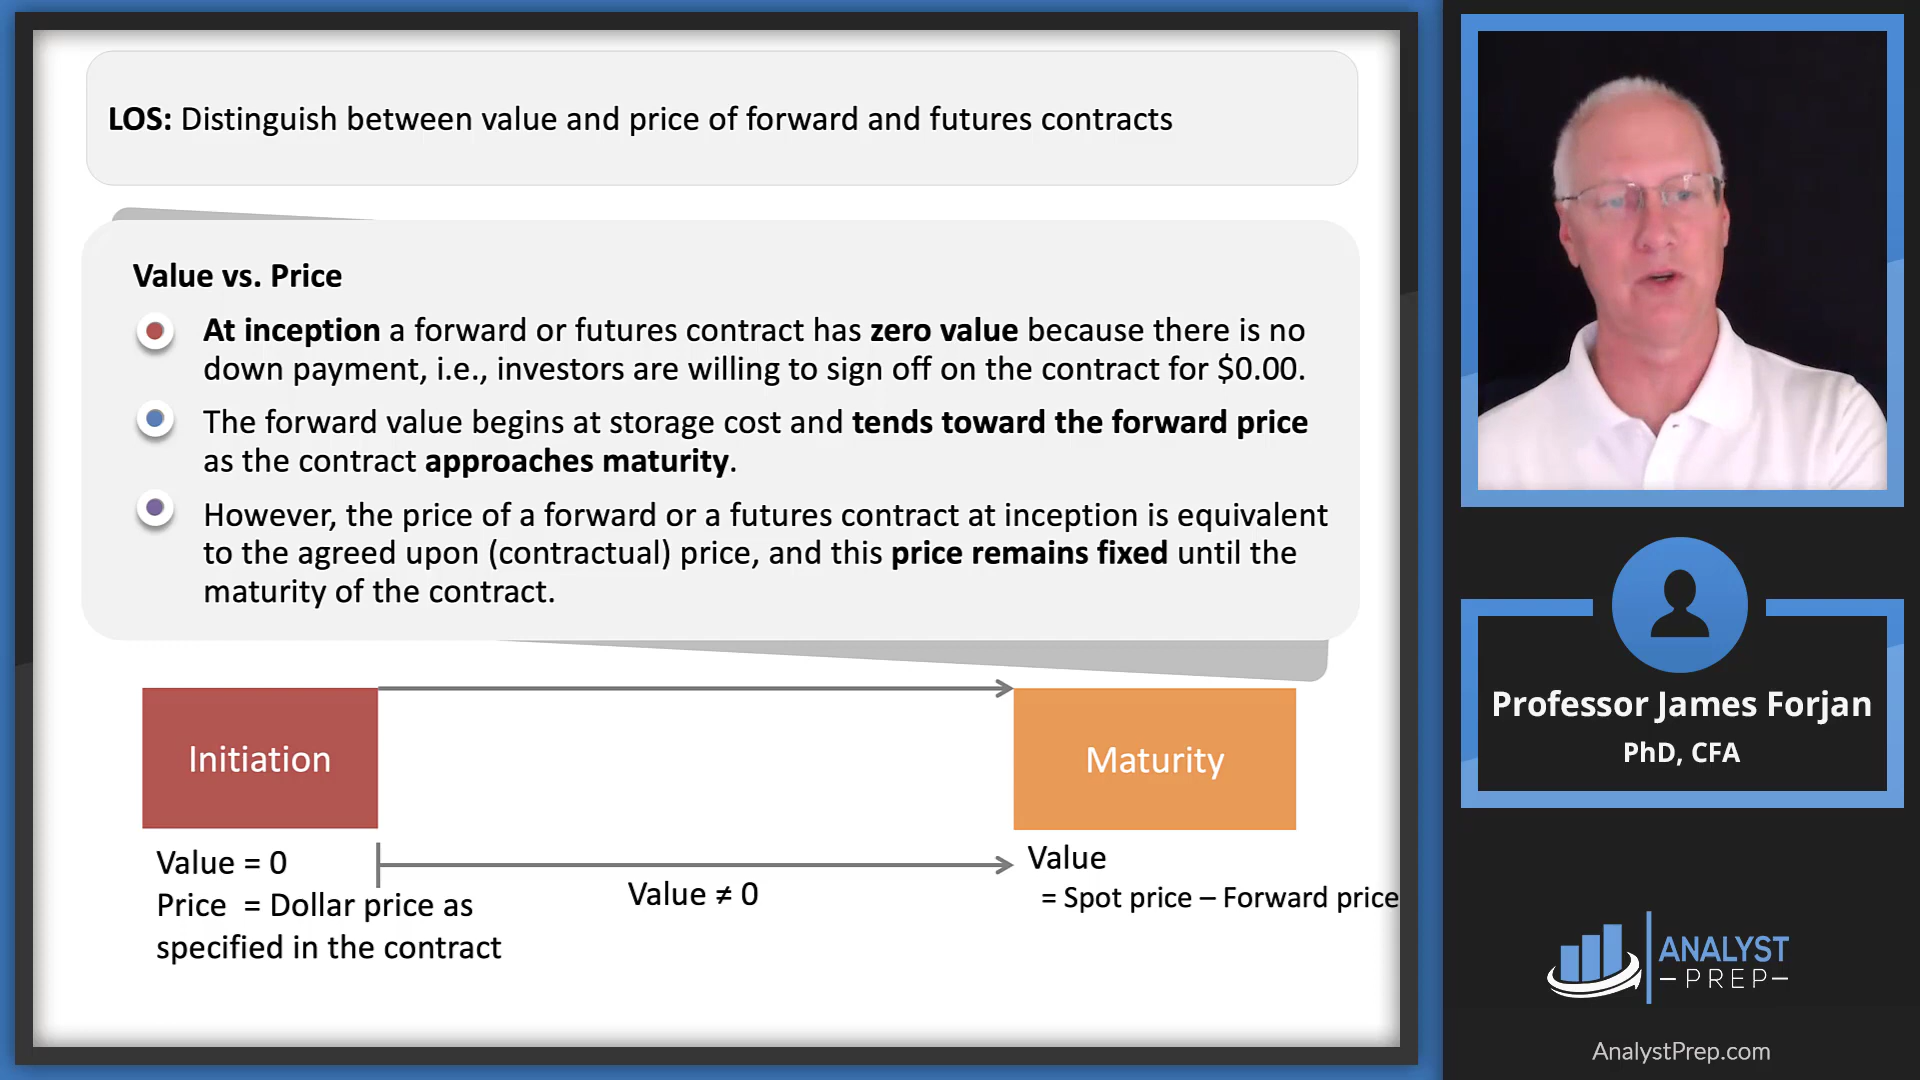 LOS: Distinguish between value and price of forward and futures contracts
Value vs. Price
At inception a forward or futures contract has zero value because there is no
down payment, i.e., investors are willing to sign off on the contract for $0.00.
The forward value begins at storage cost and tends toward the forward price
as the contract approaches maturity.
However, the price of a forward or a futures contract at inception is equivalent
to the agreed upon (contractual) price, and this price remains fixed until the
maturity of the contract.
Initiation
Maturity
Value = 0
Price = Dollar price as
specified in the contract
Value ≠ 0
Value
= Spot price – Forward price
Professor James Forjan
PhD, CFA
ANALYST
PREP
AnalystPrep.com